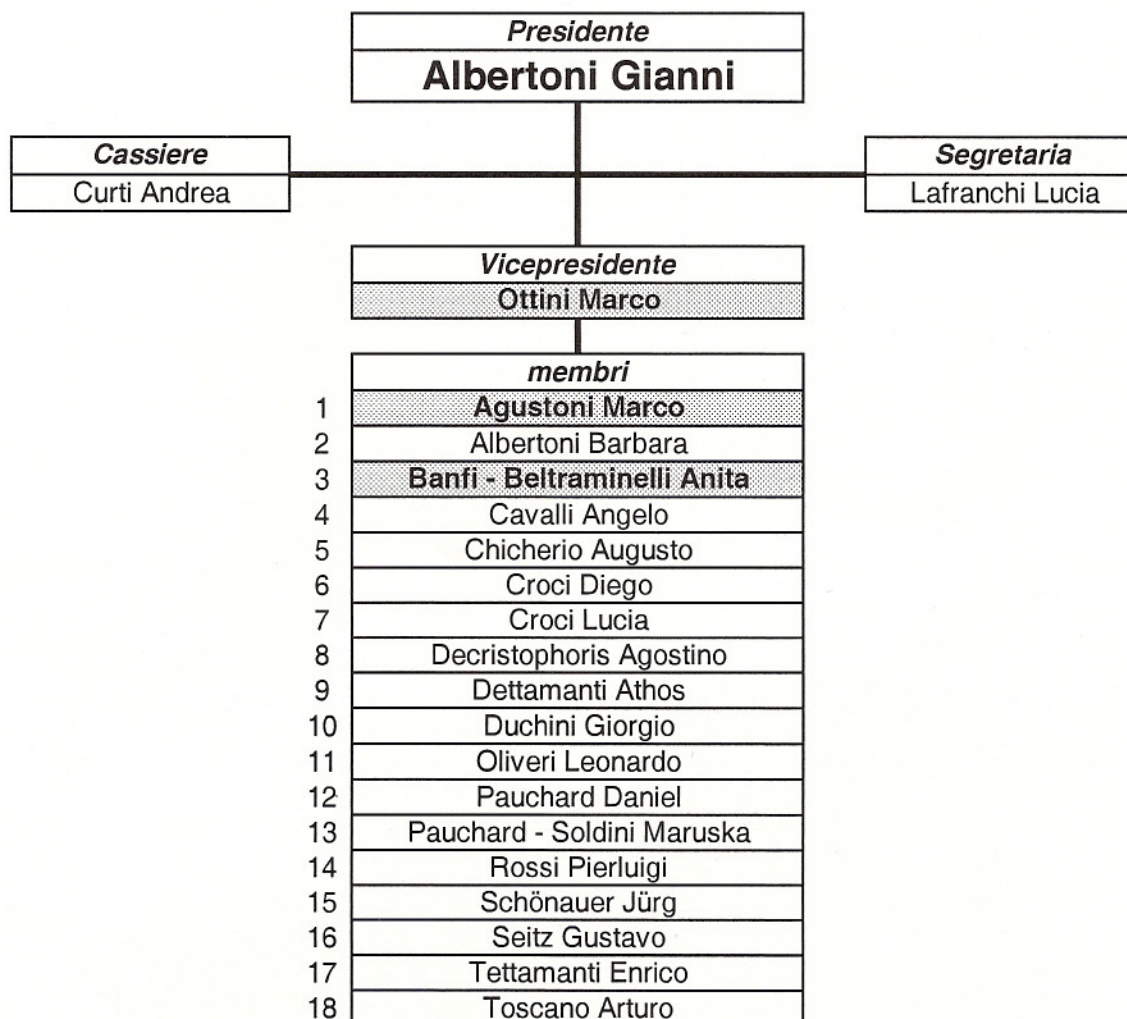 Presidente
Albertoni Gianni
Cassiere
Curti Andrea
Segretaria
Lafranchi Lucia
Vicepresidente
Ottini Marco
membri
1 Agustoni Marco
2 Albertoni Barbara
3 Banfi - Beltraminelli Anita
4 Cavalli Angelo
5 Chicherio Augusto
6 Croci Diego
7 Croci Lucia
8 Decristophoris Agostino
9 Dettamanti Athos
10 Duchini Giorgio
11 Oliveri Leonardo
12 Pauchard Daniel
13 Pauchard - Soldini Maruska
14 Rossi Pierluigi
15 Schönauer Jürg
16 Seitz Gustavo
17 Tettamanti Enrico
18 Toscano Arturo